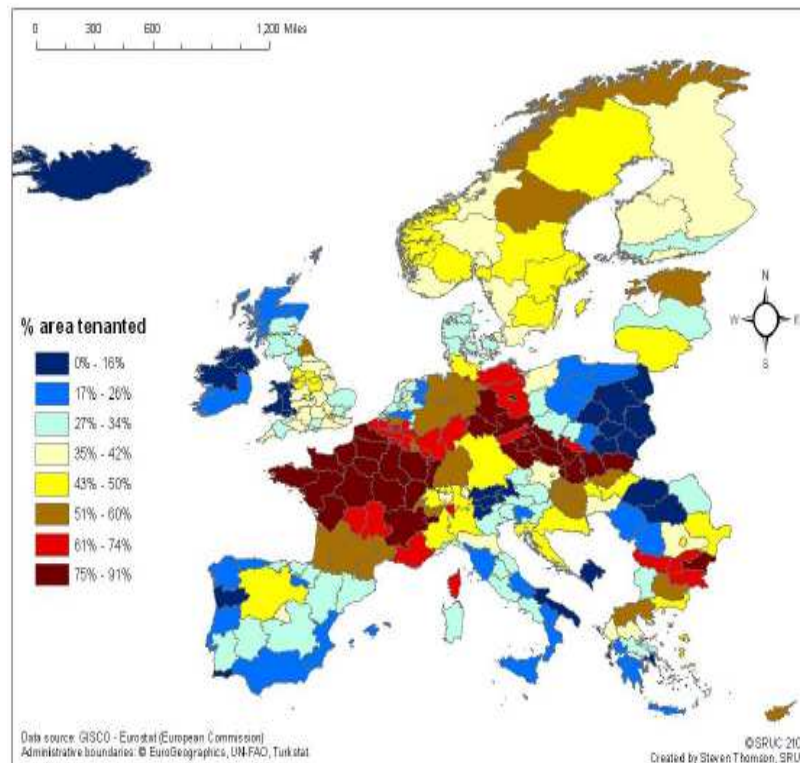 0 300 600 1,200 Miles
N
W E
S
% area tenanted
0% - 16%
17% - 26%
27% - 34%
35% - 42%
43% - 50%
51% - 60%
61% - 74%
75% - 91%
Data source: GISCO - Eurostat (European Commission)
Administrative boundaries: © EuroGeographics, UN-FAO, Turkstat
©SRUC 210
Created by Steven Thomson, SRU